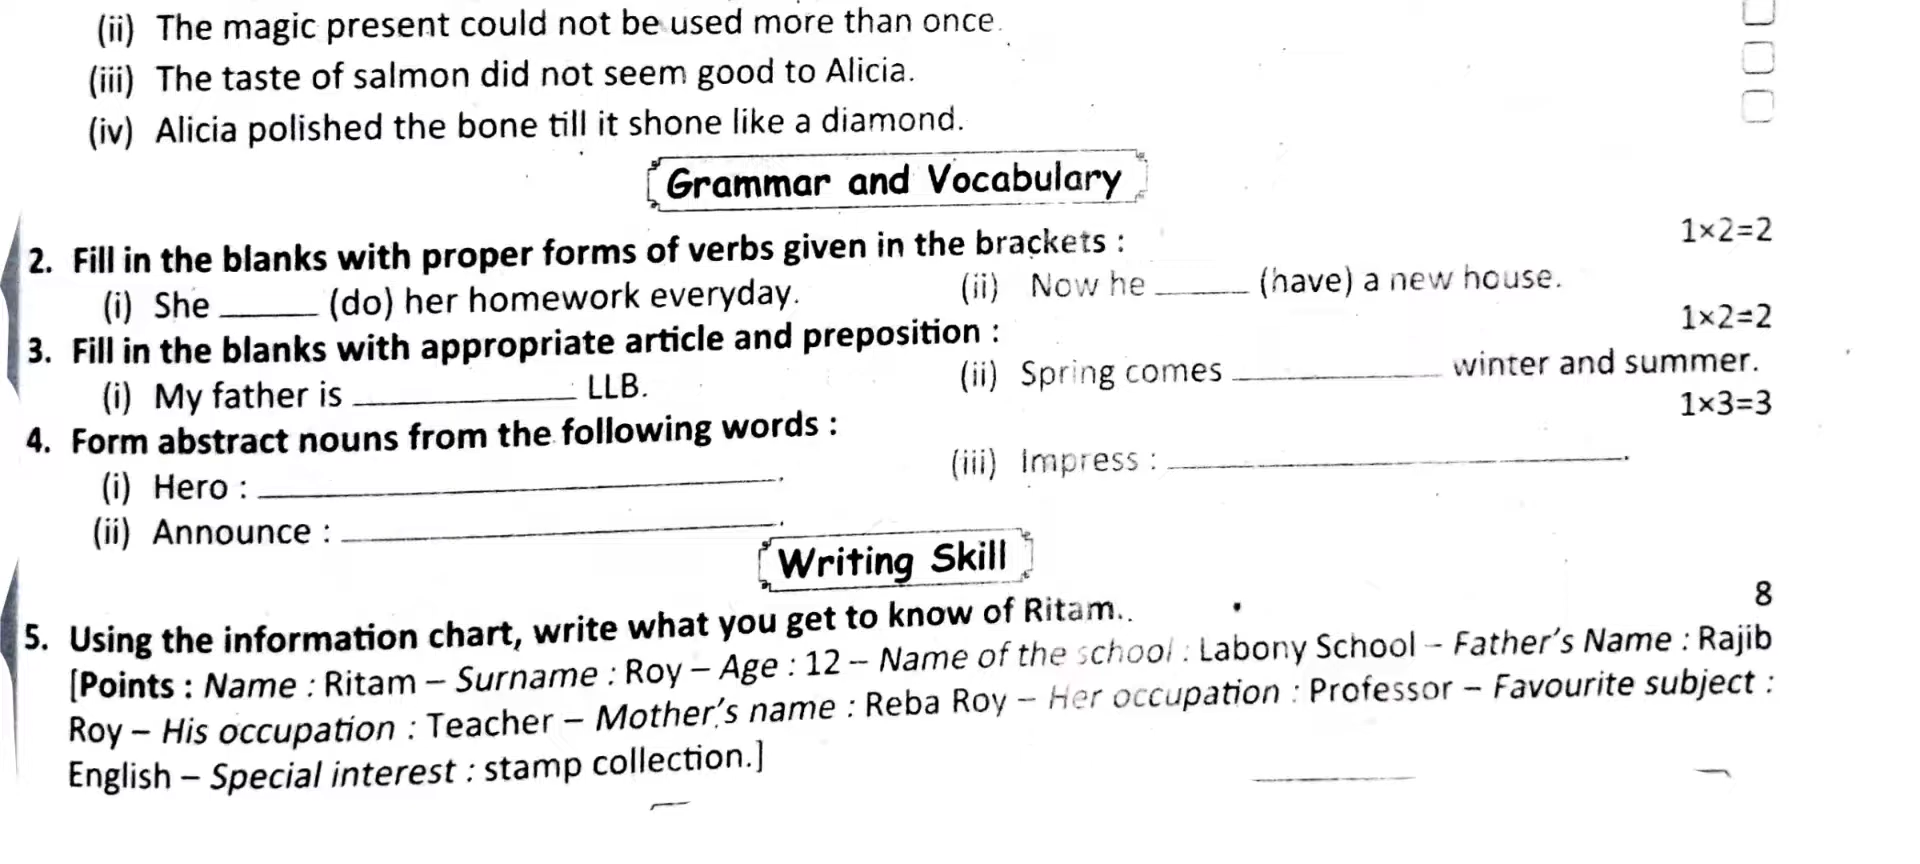 (ii) The magic present could not be used more than once.
(iii) The taste of salmon did not seem good to Alicia.
(iv) Alicia polished the bone till it shone like a diamond.
Grammar and Vocabulary
2. Fill in the blanks with proper forms of verbs given in the brackets : 1×2=2
(i) She ______ (do) her homework everyday. (ii) Now he ______ (have) a new house.
3. Fill in the blanks with appropriate article and preposition : 1×2=2
(i) My father is ____________ LLB. (ii) Spring comes ____________ winter and summer.
4. Form abstract nouns from the following words : 1×3=3
(i) Hero : ____________. (iii) Impress : ____________.
(ii) Announce : ____________.
Writing Skill
5. Using the information chart, write what you get to know of Ritam.. 8
[Points : Name : Ritam – Surname : Roy – Age : 12 – Name of the school : Labony School – Father's Name : Rajib
Roy – His occupation : Teacher – Mother's name : Reba Roy – Her occupation : Professor – Favourite subject :
English – Special interest : stamp collection.]